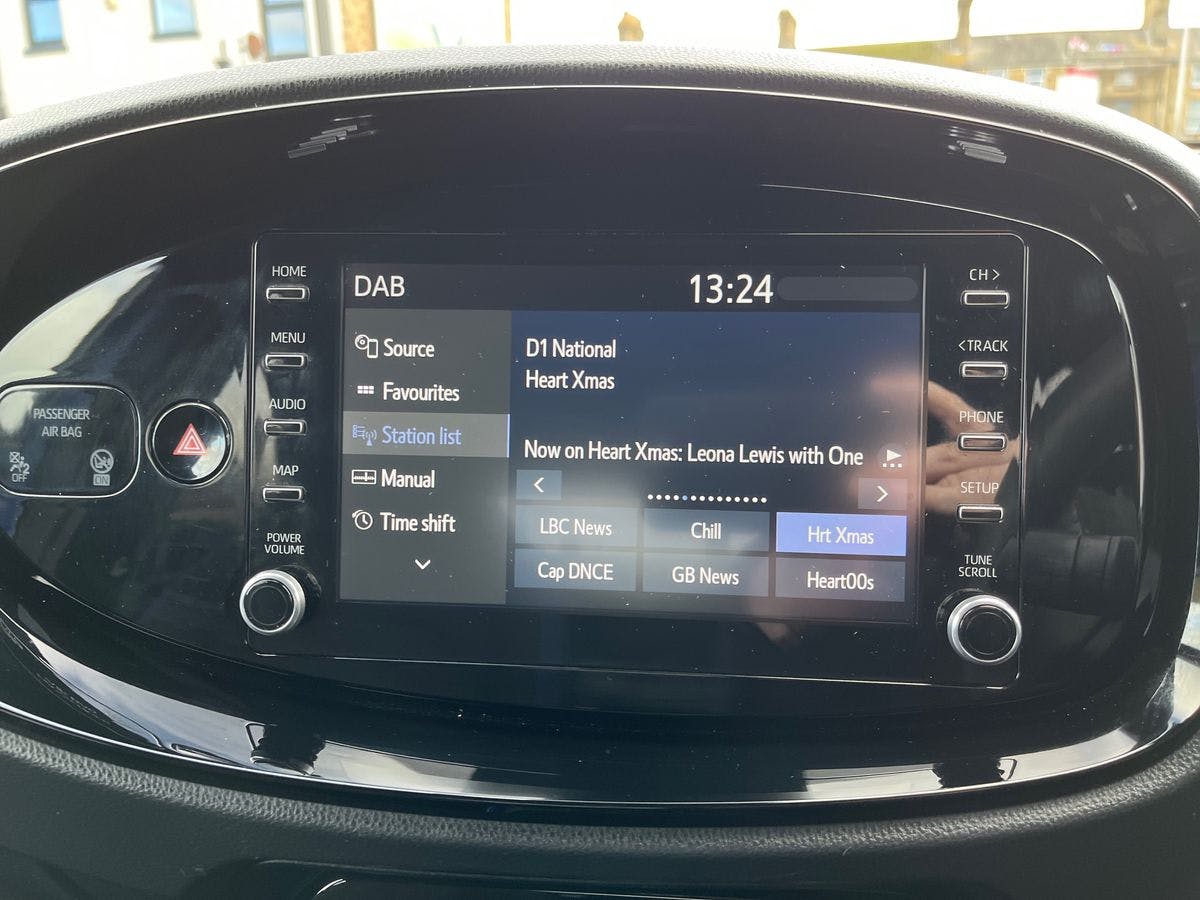 HOME
MENU
AUDIO
MAP
POWER
VOLUME
PASSENGER
AIR BAG
OFF
ON
DAB
13:24
Source
Favourites
Station list
Manual
Time shift
D1 National
Heart Xmas
Now on Heart Xmas: Leona Lewis with One
LBC News
Chill
Hrt Xmas
Cap DNCE
GB News
Heart00s
CH >
< TRACK
PHONE
SETUP
TUNE
SCROLL